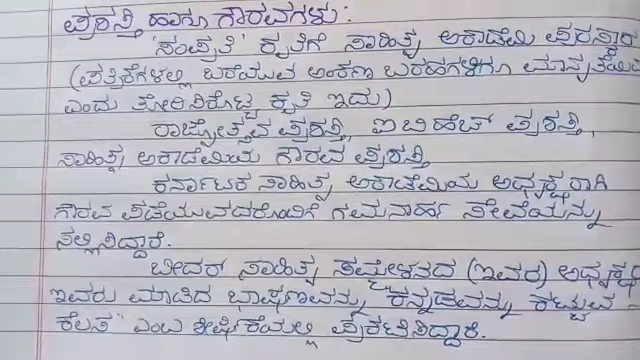 ಪ್ರಶಸ್ತಿ ಹಾಗೂ ಗೌರವಗಳು :
'ಸಂಪ್ರತಿ' ಕೃತಿಗೆ ಸಾಹಿತ್ಯ ಅಕಾಡೆಮಿ ಪುರಸ್ಕಾರ
(ಪತ್ರಿಕೆಗಳಲ್ಲಿ ಬರೆಯುವ ಅಂಕಣ ಬರಹಗಳಿಗೂ ಮಾನ್ಯತೆಯಿದೆ
ಎಂದು ತೋರಿಸಿಕೊಟ್ಟ ಕೃತಿ ಇದು)
ರಾಜ್ಯೋತ್ಸವ ಪ್ರಶಸ್ತಿ, ಐಬಿಹೆಚ್ ಪ್ರಶಸ್ತಿ,
ಸಾಹಿತ್ಯ ಅಕಾಡೆಮಿಯ ಗೌರವ ಪ್ರಶಸ್ತಿ
ಕರ್ನಾಟಕ ಸಾಹಿತ್ಯ ಅಕಾಡೆಮಿಯ ಅಧ್ಯಕ್ಷರಾಗಿ
ಗೌರವ ಪಡೆಯುವುದರೊಂದಿಗೆ ಗಮನಾರ್ಹ ಸೇವೆಯನ್ನು
ಸಲ್ಲಿಸಿದ್ದಾರೆ.
ಬೀದರ್ ಸಾಹಿತ್ಯ ಸಮ್ಮೇಳನದ (ಇವರ) ಅಧ್ಯಕ್ಷ
ಇವರು ಮಾಡಿದ ಭಾಷಣವನ್ನು "ಕನ್ನಡವನ್ನು ಕಟ್ಟುವ
ಕೆಲಸ" ಎಂಬ ಶೀರ್ಷಿಕೆಯಲ್ಲಿ ಪ್ರಕಟಿಸಿದ್ದಾರೆ.